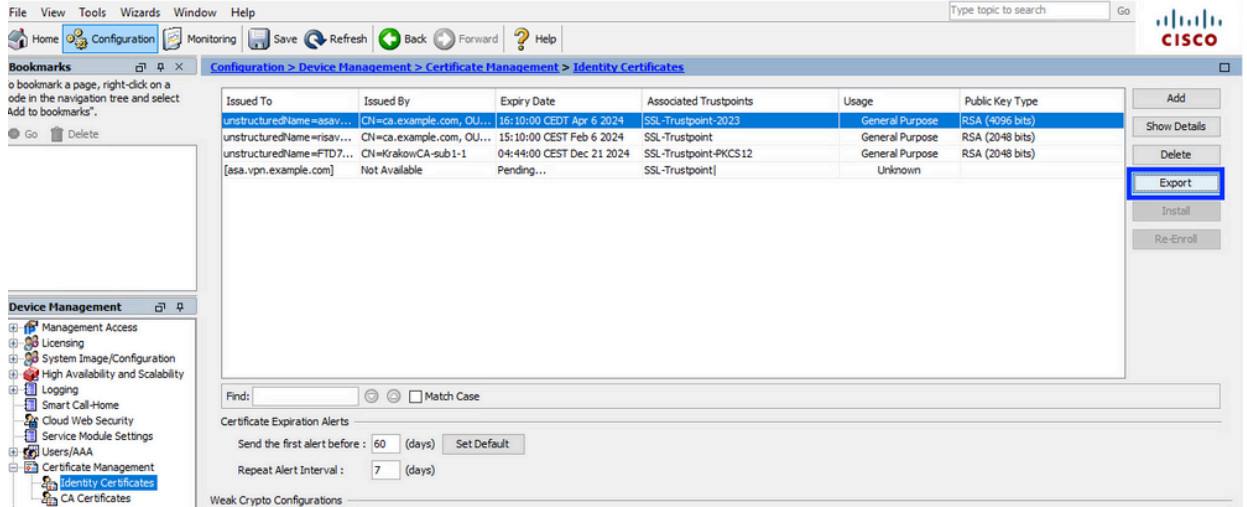 File View Tools Wizards Window Help Type topic to search Go
Home Configuration Monitoring Save Refresh Back Forward Help
CISCO
Bookmarks
o bookmark a page, right-click on a
ode in the navigation tree and select
Add to bookmarks".
Go Delete
Configuration > Device Management > Certificate Management > Identity Certificates
Issued To Issued By Expiry Date Associated Trustpoints Usage Public Key Type
unstructuredName=asav... CN=ca.example.com, OU... 16:10:00 CEDT Apr 6 2024 SSL-Trustpoint-2023 General Purpose RSA (4096 bits)
unstructuredName=risav... CN=ca.example.com, OU... 15:10:00 CEST Feb 6 2024 SSL-Trustpoint General Purpose RSA (2048 bits)
unstructuredName=FTD7... CN=KrakowCA-sub1-1 04:44:00 CEST Dec 21 2024 SSL-Trustpoint-PKCS12 General Purpose RSA (2048 bits)
[asa.vpn.example.com] Not Available Pending... SSL-Trustpoint| Unknown
Add
Show Details
Delete
Export
Install
Re-Enroll
Device Management
Management Access
Licensing
System Image/Configuration
High Availability and Scalability
Logging
Smart Call-Home
Cloud Web Security
Service Module Settings
Users/AAA
Certificate Management
Identity Certificates
CA Certificates
Find: Match Case
Certificate Expiration Alerts
Send the first alert before : 60 (days) Set Default
Repeat Alert Interval : 7 (days)
Weak Crypto Configurations